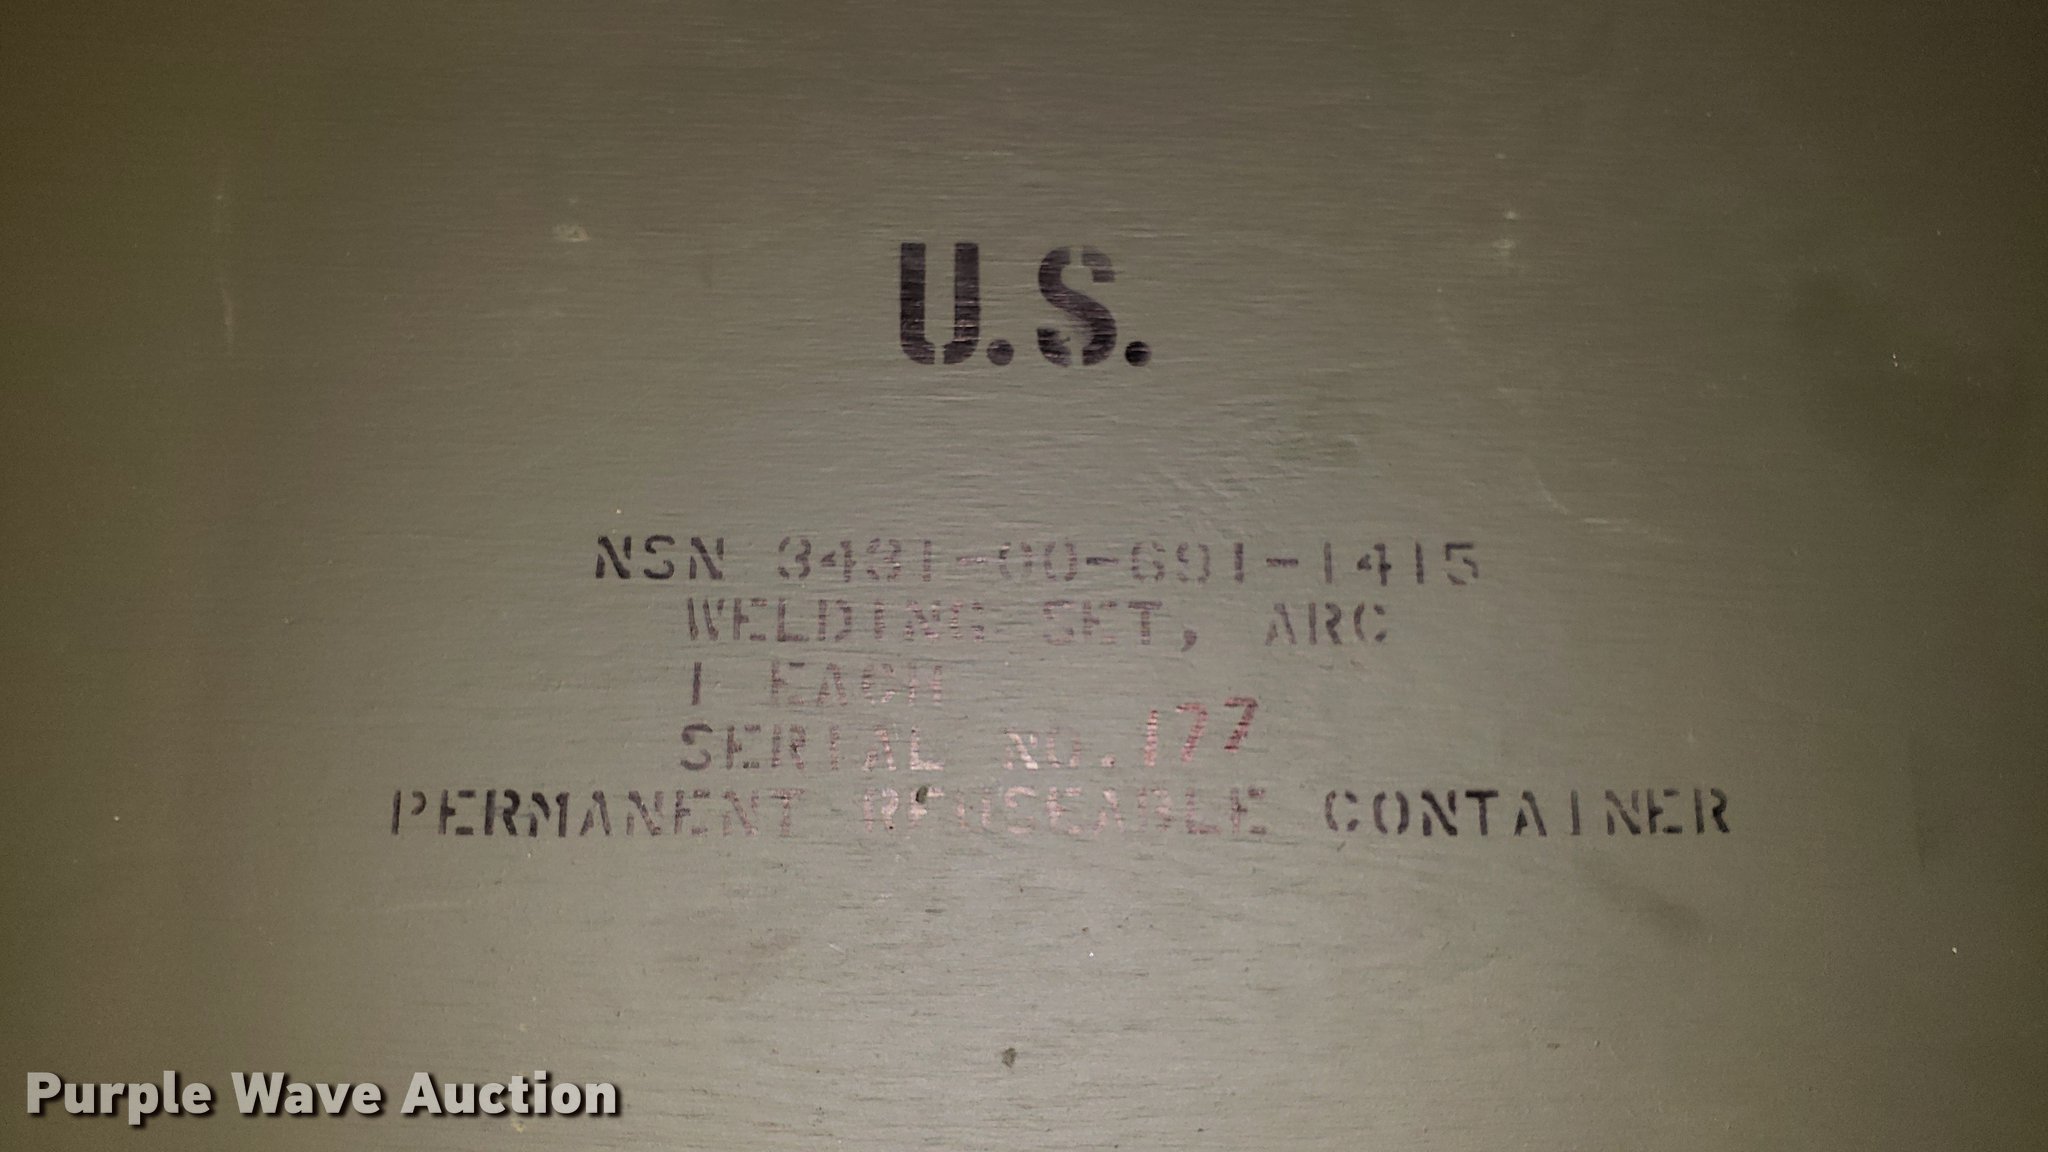 U.S.
NSN 3431-00-691-1415
WELDING SET, ARC
1 EACH
SERIAL NO. 177
PERMANENT REUSEABLE CONTAINER
Purple Wave Auction